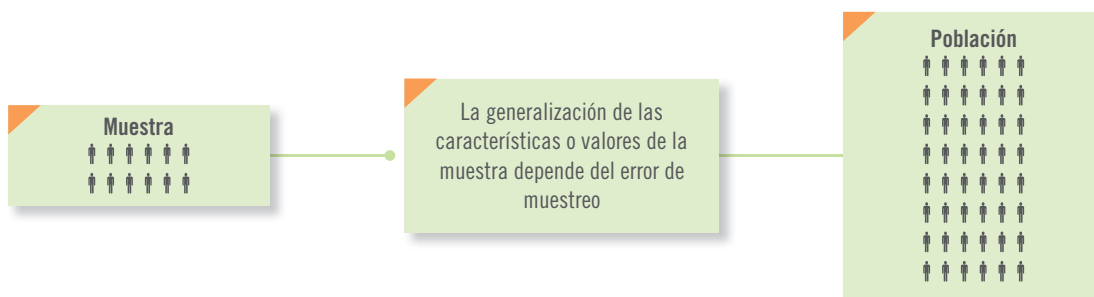 Muestra
La generalización de las
características o valores de la
muestra depende del error de
muestreo
Población